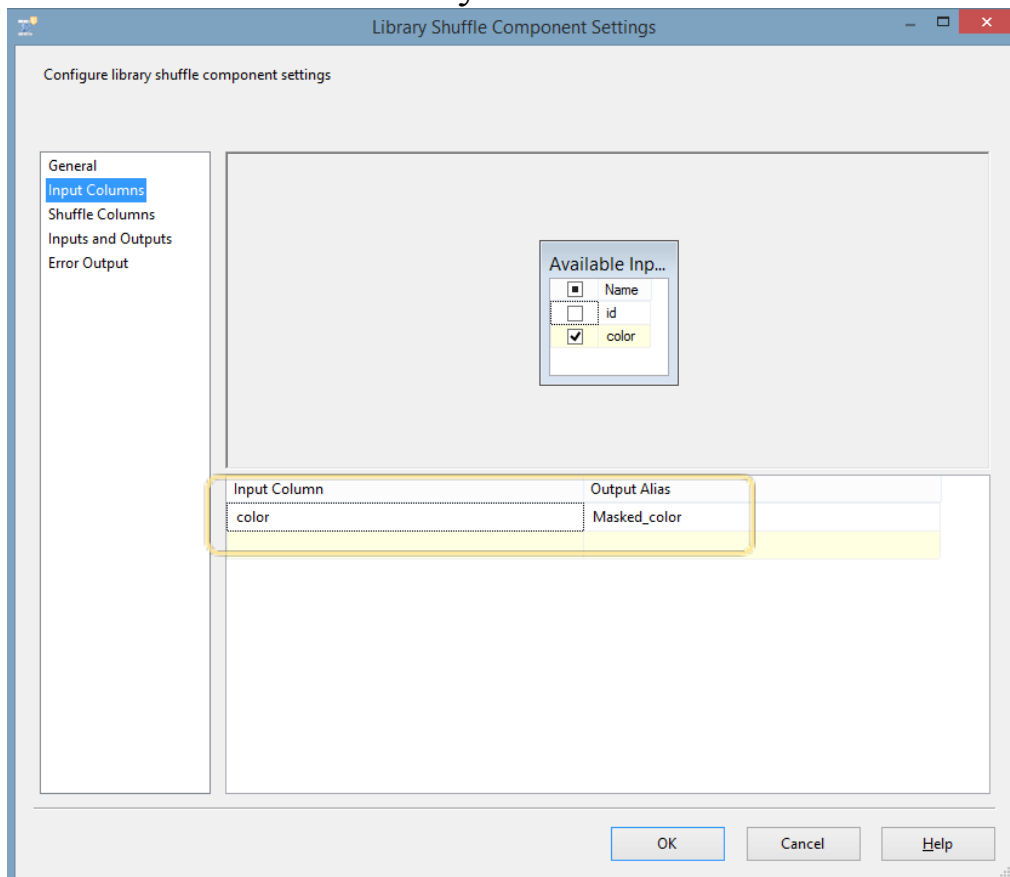 Library Shuffle Component Settings
Configure library shuffle component settings
General
Input Columns
Shuffle Columns
Inputs and Outputs
Error Output
Available Inp...
Name
id
color
Input Column Output Alias
color Masked_color
OK Cancel Help